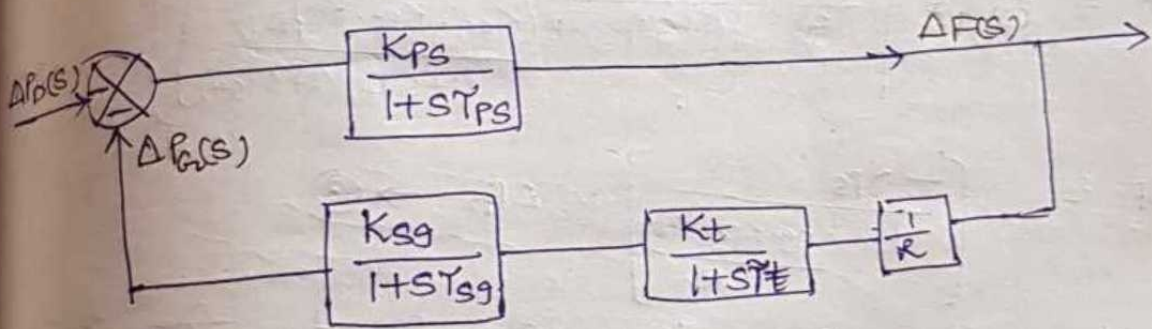 ΔF(S)
Kps
1+STps
ΔPD(S)
-
-
ΔPG(S)
Ksg
1+STsg
Kt
1+STt
1
R